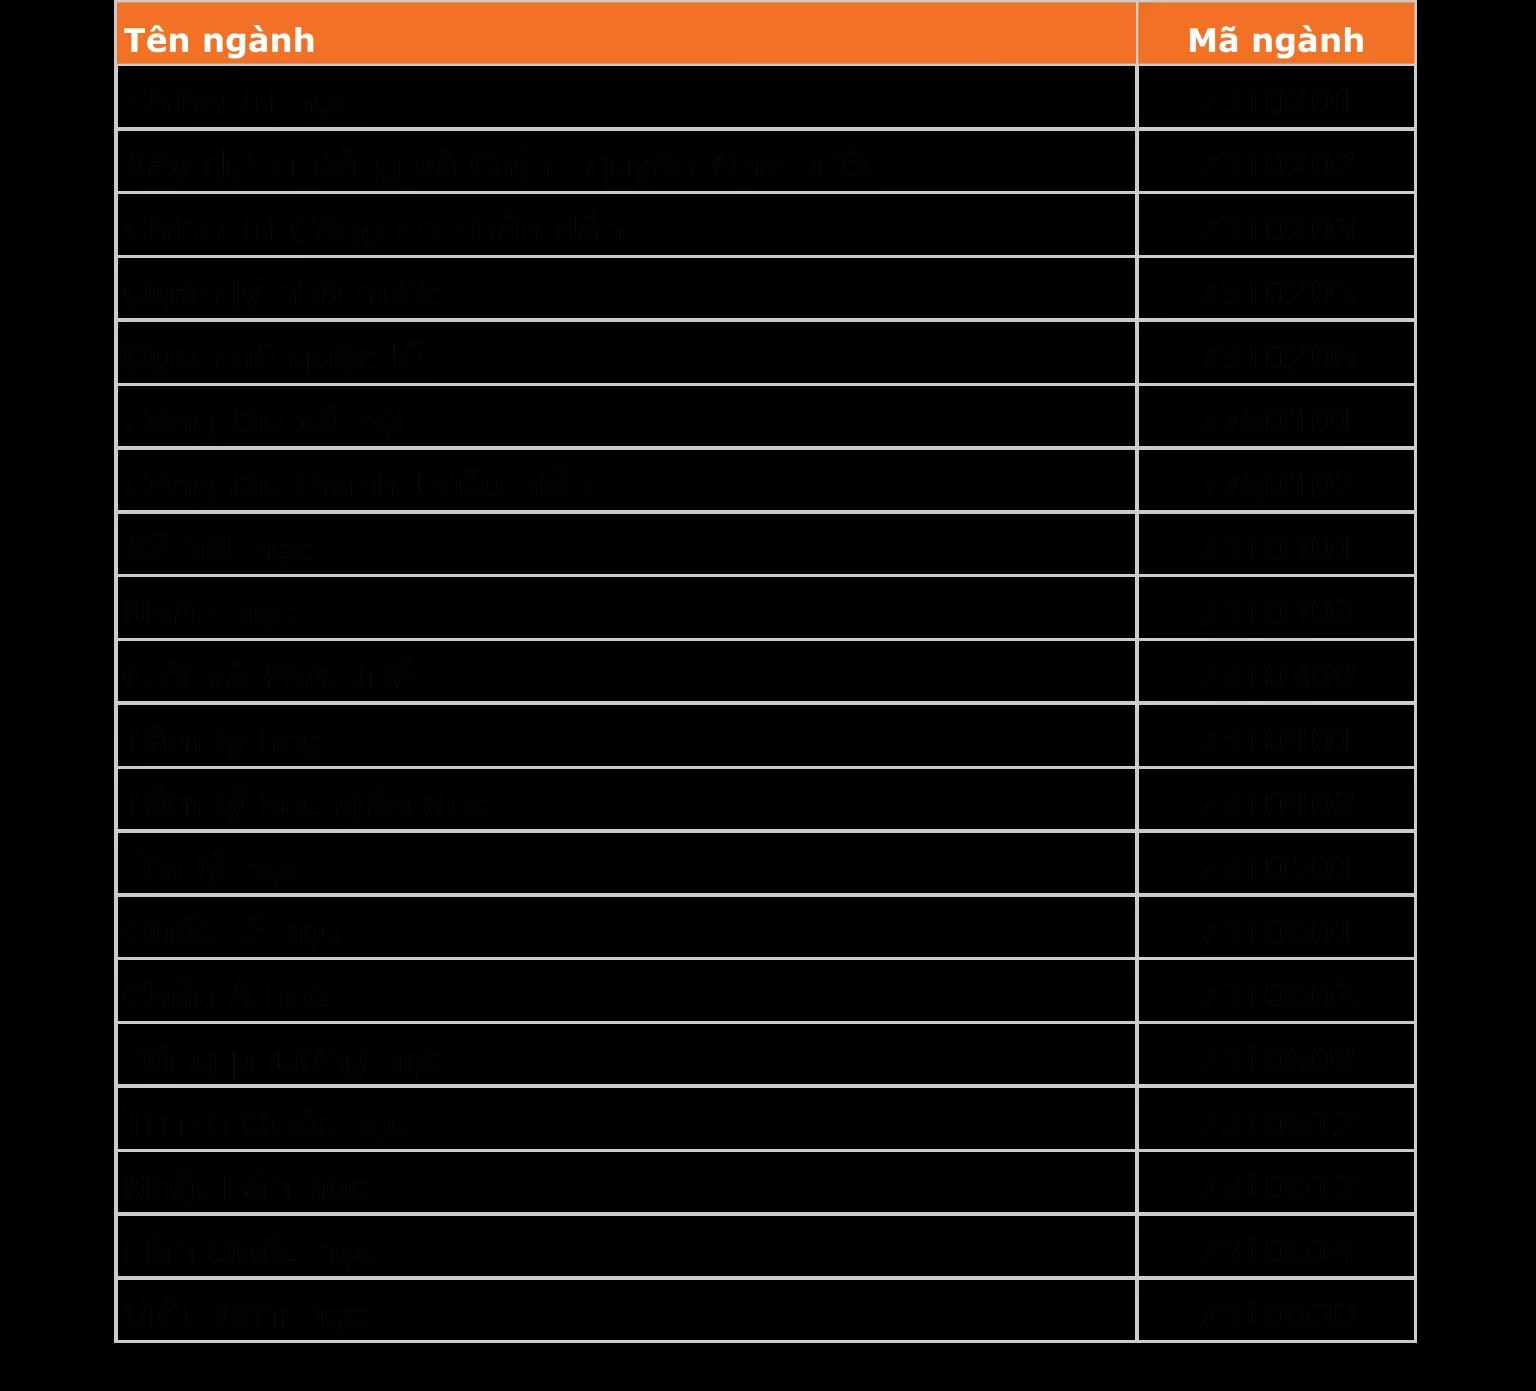 Tên ngành Mã ngành
Chính trị học 7310201
Xây dựng Đảng và Chính quyền Nhà nước 7310202
Chính trị Công an nhân dân 7310203
Quản lý nhà nước 7310205
Quan hệ quốc tế 7310206
Công tác xã hội 7760101
Công tác thanh thiếu niên 7760102
Xã hội học 7310301
Nhân học 7310302
Giới và Phát triển 7310399
Tâm lý học 7310401
Tâm lý học giáo dục 7310403
Địa lý học 7310501
Quốc tế học 7310601
Châu Á học 7310602
Đông phương học 7310608
Trung Quốc học 7310612
Nhật Bản học 7310613
Hàn Quốc học 7310614
Việt Nam học 7310630